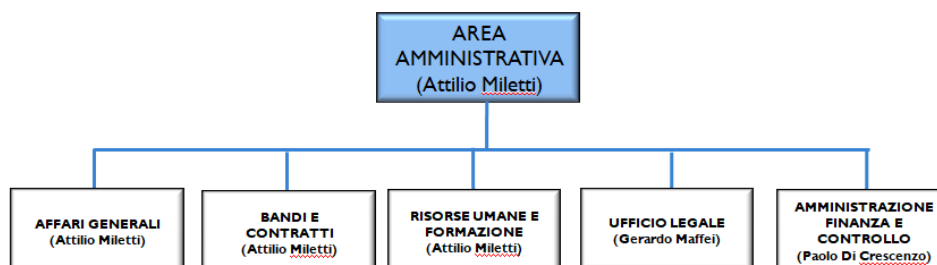 AREA
AMMINISTRATIVA
(Attilio Miletti)
AFFARI GENERALI
(Attilio Miletti)
BANDI E
CONTRATTI
(Attilio Miletti)
RISORSE UMANE E
FORMAZIONE
(Attilio Miletti)
UFFICIO LEGALE
(Gerardo Maffei)
AMMINISTRAZIONE
FINANZA E
CONTROLLO
(Paolo Di Crescenzo)